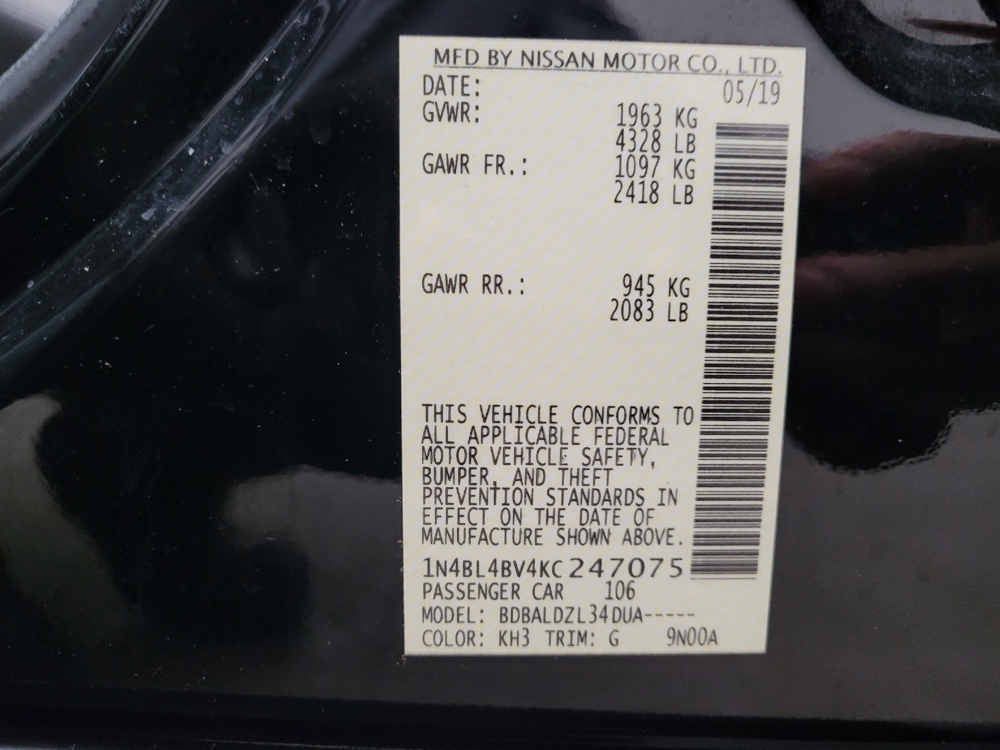 MFD BY NISSAN MOTOR CO., LTD.
DATE: 05/19
GVWR: 1963 KG
4328 LB
GAWR FR.: 1097 KG
2418 LB
GAWR RR.: 945 KG
2083 LB
THIS VEHICLE CONFORMS TO
ALL APPLICABLE FEDERAL
MOTOR VEHICLE SAFETY,
BUMPER, AND THEFT
PREVENTION STANDARDS IN
EFFECT ON THE DATE OF
MANUFACTURE SHOWN ABOVE.
1N4BL4BV4KC247075
PASSENGER CAR 106
MODEL: BDBALDZL34DUA-----
COLOR: KH3 TRIM: G 9N00A